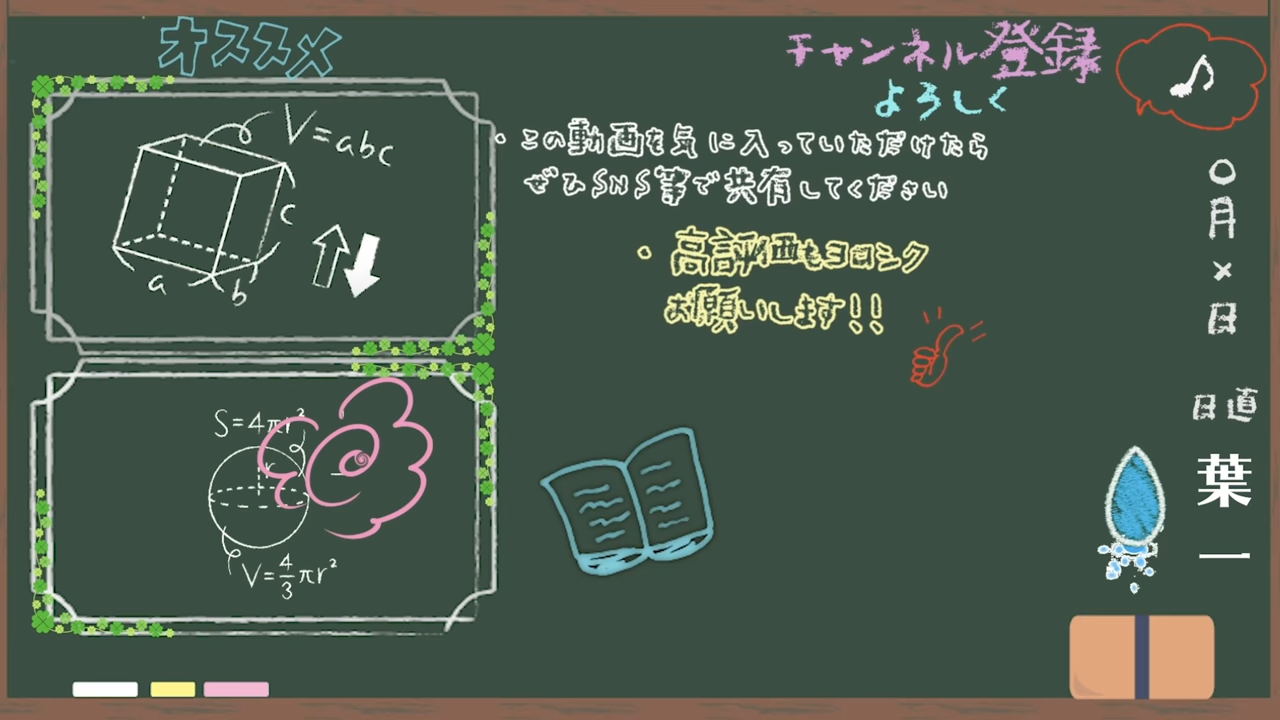 オススメ
チャンネル登録
よろしく
♪
・この動画を気に入っていただけたら
ぜひSNS等で共有してください
・高評価もヨロシク
お願いします!!
V=abc
c
a
b
S=4πr²
r
V=4/3πr²
〇月×日
日直
葉一